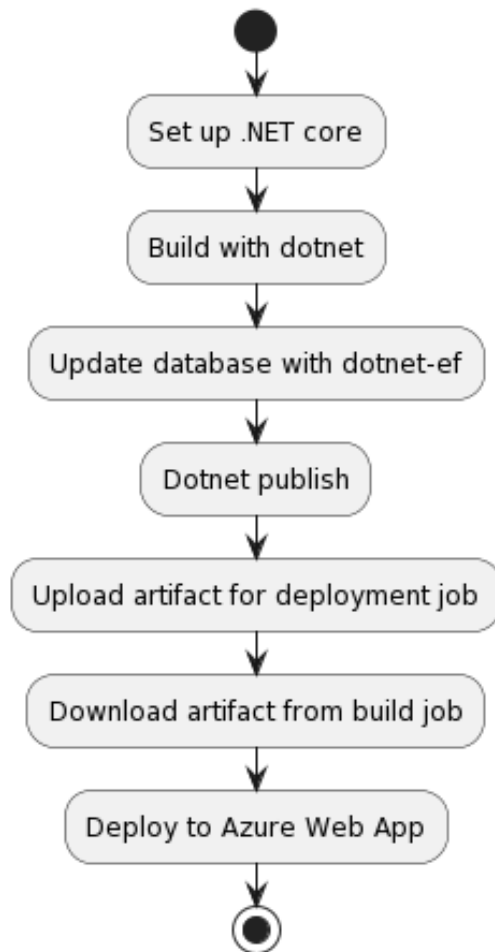 Set up .NET core
Build with dotnet
Update database with dotnet-ef
Dotnet publish
Upload artifact for deployment job
Download artifact from build job
Deploy to Azure Web App